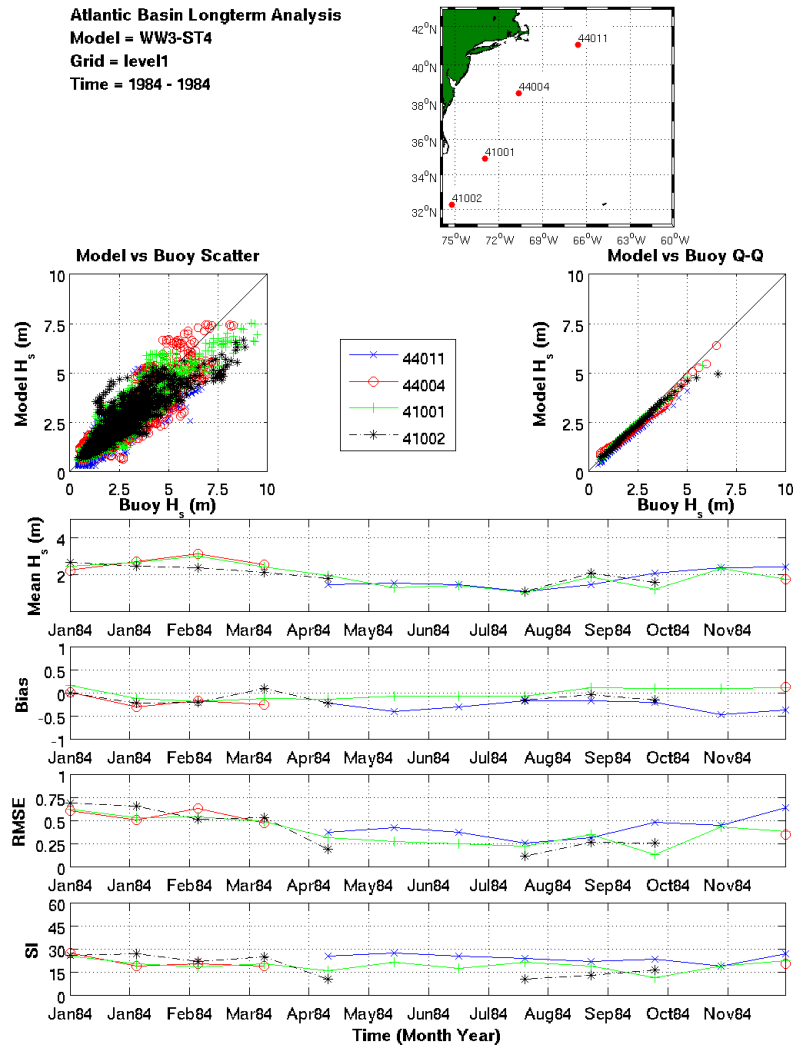 Atlantic Basin Longterm Analysis
Model = WW3-ST4
Grid = level1
Time = 1984 - 1984
42°N
40°N
38°N
36°N
34°N
32°N
44011
44004
41001
41002
75°W 72°W 69°W 66°W 63°W 60°W
Model vs Buoy Scatter
10
7.5
5
2.5
0
Model Hs (m)
0 2.5 5 7.5 10
Buoy Hs (m)
44011
44004
41001
41002
Model vs Buoy Q-Q
10
7.5
5
2.5
0
Model Hs (m)
0 2.5 5 7.5 10
Buoy Hs (m)
Mean Hs (m)
4
2
Jan84 Jan84 Feb84 Mar84 Apr84 May84 Jun84 Jul84 Aug84 Sep84 Oct84 Nov84
Bias
1
0.5
0
-0.5
-1
Jan84 Jan84 Feb84 Mar84 Apr84 May84 Jun84 Jul84 Aug84 Sep84 Oct84 Nov84
RMSE
1
0.75
0.5
0.25
0
Jan84 Jan84 Feb84 Mar84 Apr84 May84 Jun84 Jul84 Aug84 Sep84 Oct84 Nov84
SI
60
45
30
15
0
Jan84 Jan84 Feb84 Mar84 Apr84 May84 Jun84 Jul84 Aug84 Sep84 Oct84 Nov84
Time (Month Year)